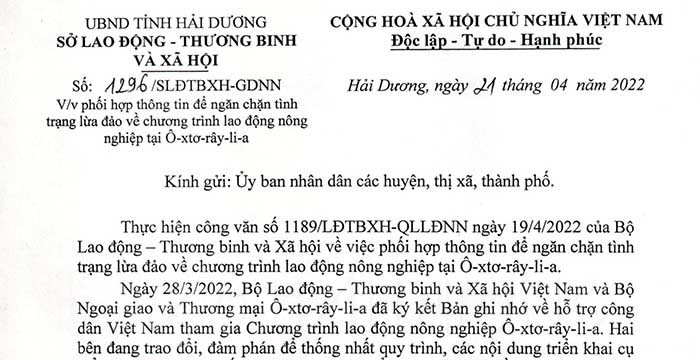 UBND TỈNH HẢI DƯƠNG
SỞ LAO ĐỘNG - THƯƠNG BINH
VÀ XÃ HỘI
Số: 1296/SLĐTBXH-GDNN
V/v phối hợp thông tin để ngăn chặn tình
trạng lừa đảo về chương trình lao động nông
nghiệp tại Ô-xtơ-rây-li-a
CỘNG HOÀ XÃ HỘI CHỦ NGHĨA VIỆT NAM
Độc lập - Tự do - Hạnh phúc
Hải Dương, ngày 21 tháng 04 năm 2022
Kính gửi: Ủy ban nhân dân các huyện, thị xã, thành phố.
Thực hiện công văn số 1189/LĐTBXH-QLLĐNN ngày 19/4/2022 của Bộ
Lao động – Thương binh và Xã hội về việc phối hợp thông tin để ngăn chặn tình
trạng lừa đảo về chương trình lao động nông nghiệp tại Ô-xtơ-rây-li-a.
Ngày 28/3/2022, Bộ Lao động – Thương binh và Xã hội Việt Nam và Bộ
Ngoại giao và Thương mại Ô-xtơ-rây-li-a đã ký kết Bản ghi nhớ về hỗ trợ công
dân Việt Nam tham gia Chương trình lao động nông nghiệp Ô-xtơ-rây-li-a. Hai
bên đang trao đổi, đàm phán để thống nhất quy trình, các nội dung triển khai cụ